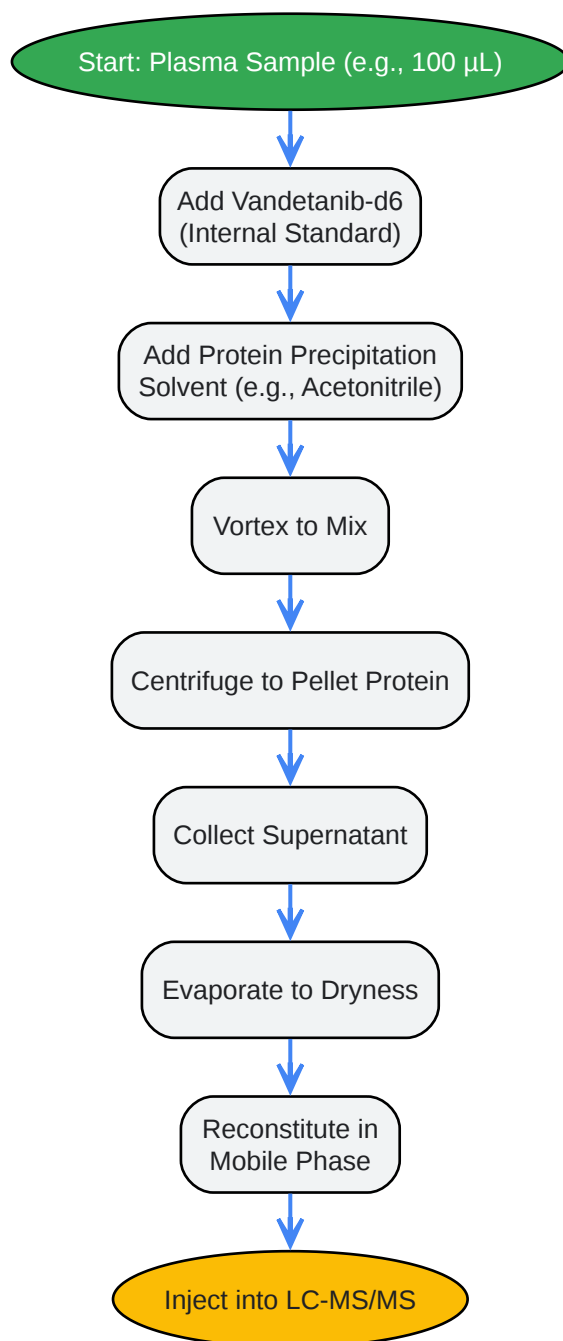 Start: Plasma Sample (e.g., 100 µL)
Add Vandetanib-d6
(Internal Standard)
Add Protein Precipitation
Solvent (e.g., Acetonitrile)
Vortex to Mix
Centrifuge to Pellet Protein
Collect Supernatant
Evaporate to Dryness
Reconstitute in
Mobile Phase
Inject into LC-MS/MS